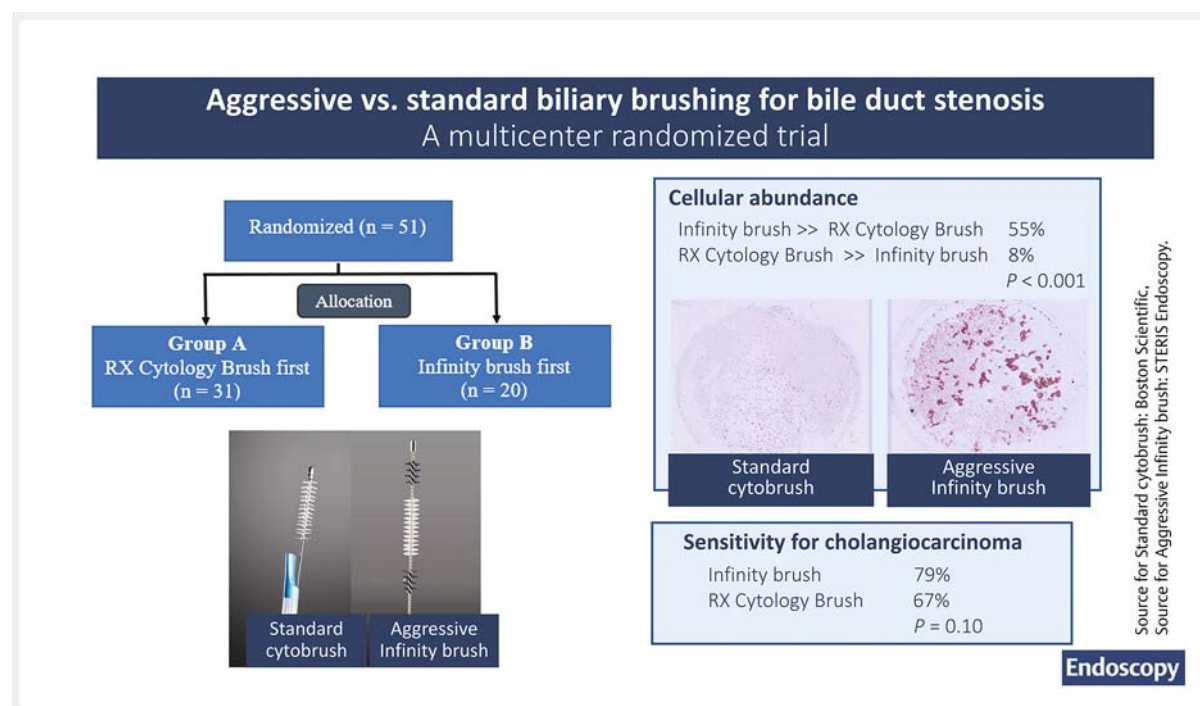 Aggressive vs. standard biliary brushing for bile duct stenosis
A multicenter randomized trial
Randomized (n = 51)
Allocation
Group A
RX Cytology Brush first
(n = 31)
Group B
Infinity brush first
(n = 20)
Standard
cytobrush
Aggressive
Infinity brush
Cellular abundance
Infinity brush >> RX Cytology Brush 55%
RX Cytology Brush >> Infinity brush 8%
P < 0.001
Standard
cytobrush
Aggressive
Infinity brush
Sensitivity for cholangiocarcinoma
Infinity brush 79%
RX Cytology Brush 67%
P = 0.10
Source for Standard cytobrush: Boston Scientific,
Source for Aggressive Infinity brush: STERIS Endoscopy.
Endoscopy